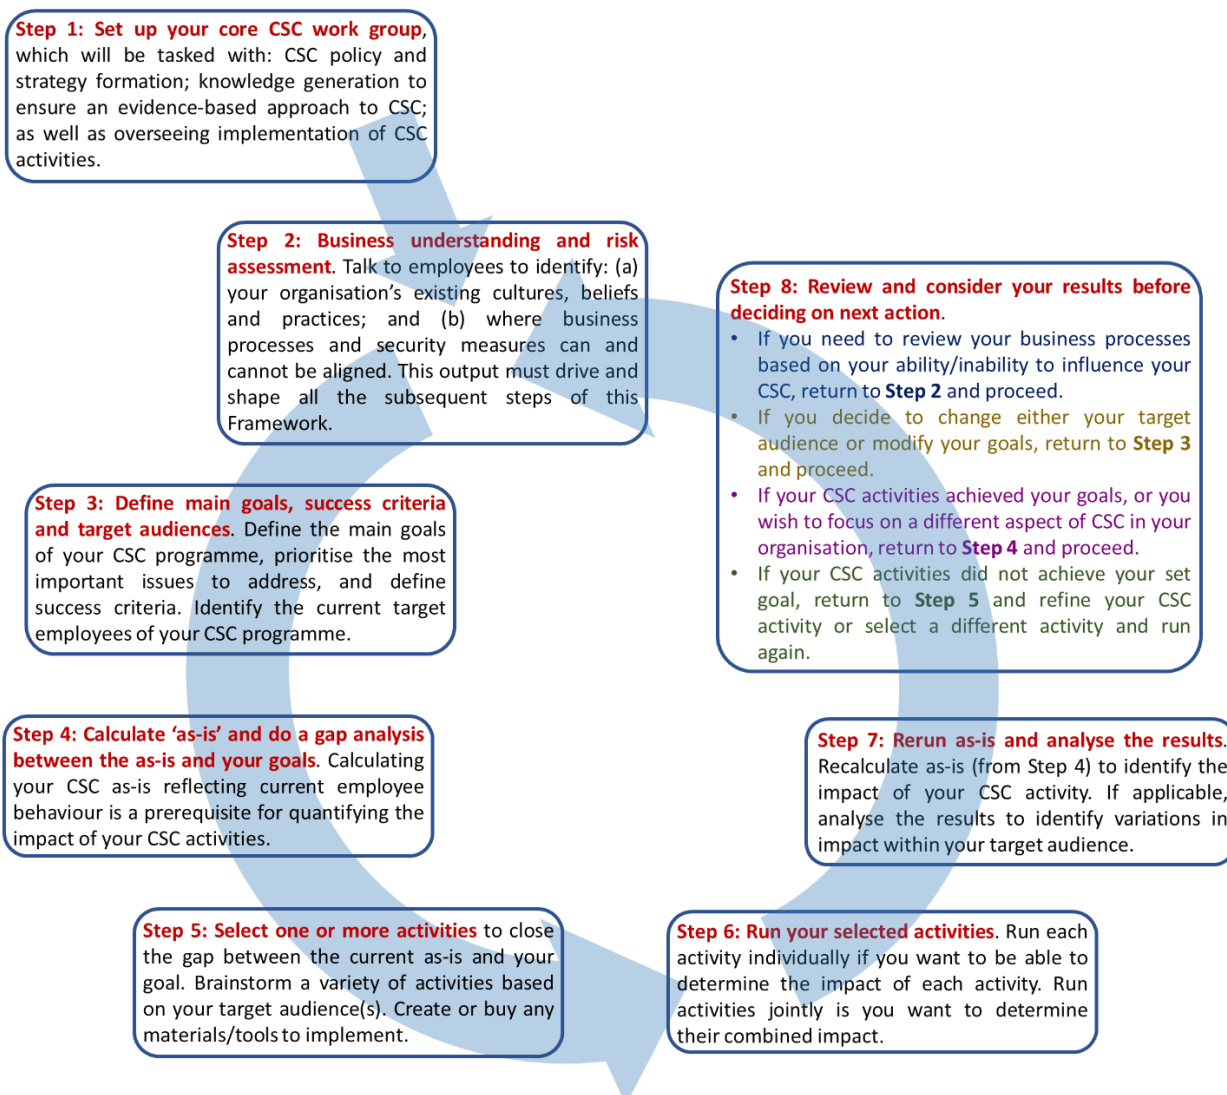 Step 1: Set up your core CSC work group,
which will be tasked with: CSC policy and
strategy formation; knowledge generation to
ensure an evidence-based approach to CSC;
as well as overseeing implementation of CSC
activities.
Step 2: Business understanding and risk
assessment. Talk to employees to identify: (a)
your organisation's existing cultures, beliefs
and practices; and (b) where business
processes and security measures can and
cannot be aligned. This output must drive and
shape all the subsequent steps of this
Framework.
Step 3: Define main goals, success criteria
and target audiences. Define the main goals
of your CSC programme, prioritise the most
important issues to address, and define
success criteria. Identify the current target
employees of your CSC programme.
Step 4: Calculate 'as-is' and do a gap analysis
between the as-is and your goals. Calculating
your CSC as-is reflecting current employee
behaviour is a prerequisite for quantifying the
impact of your CSC activities.
Step 5: Select one or more activities to close
the gap between the current as-is and your
goal. Brainstorm a variety of activities based
on your target audience(s). Create or buy any
materials/tools to implement.
Step 6: Run your selected activities. Run each
activity individually if you want to be able to
determine the impact of each activity. Run
activities jointly is you want to determine
their combined impact.
Step 7: Rerun as-is and analyse the results.
Recalculate as-is (from Step 4) to identify the
impact of your CSC activity. If applicable,
analyse the results to identify variations in
impact within your target audience.
Step 8: Review and consider your results before
deciding on next action.
• If you need to review your business processes
based on your ability/inability to influence your
CSC, return to Step 2 and proceed.
• If you decide to change either your target
audience or modify your goals, return to Step 3
and proceed.
• If your CSC activities achieved your goals, or you
wish to focus on a different aspect of CSC in your
organisation, return to Step 4 and proceed.
• If your CSC activities did not achieve your set
goal, return to Step 5 and refine your CSC
activity or select a different activity and run
again.